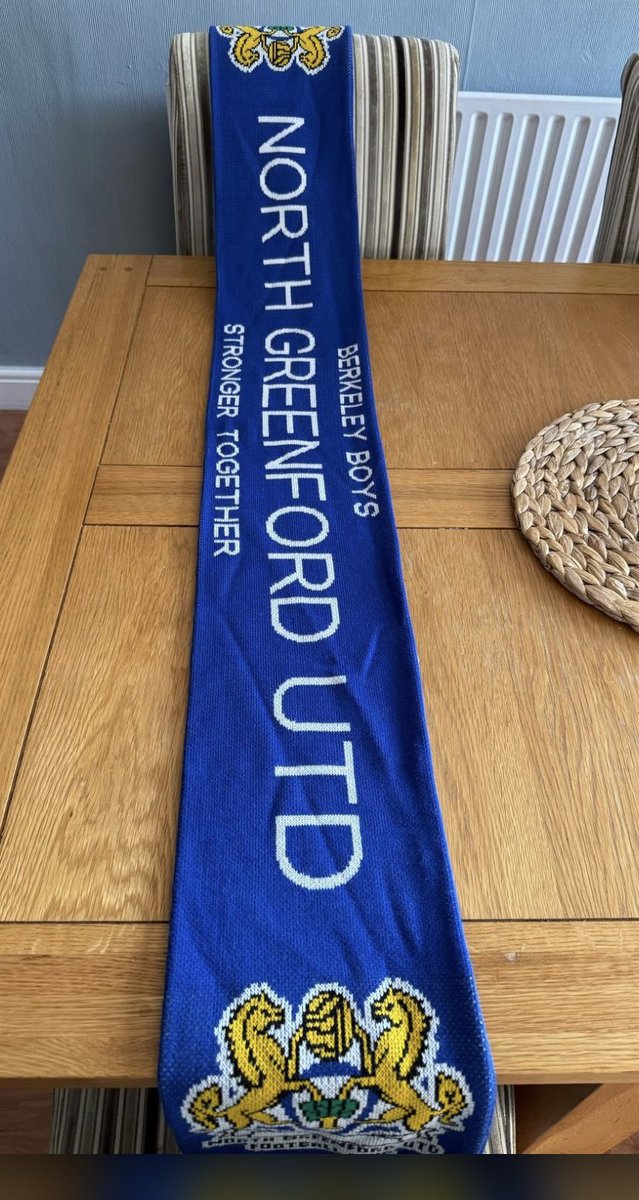 BERKELEY BOYS
NORTH GREENFORD UTD
STRONGER TOGETHER